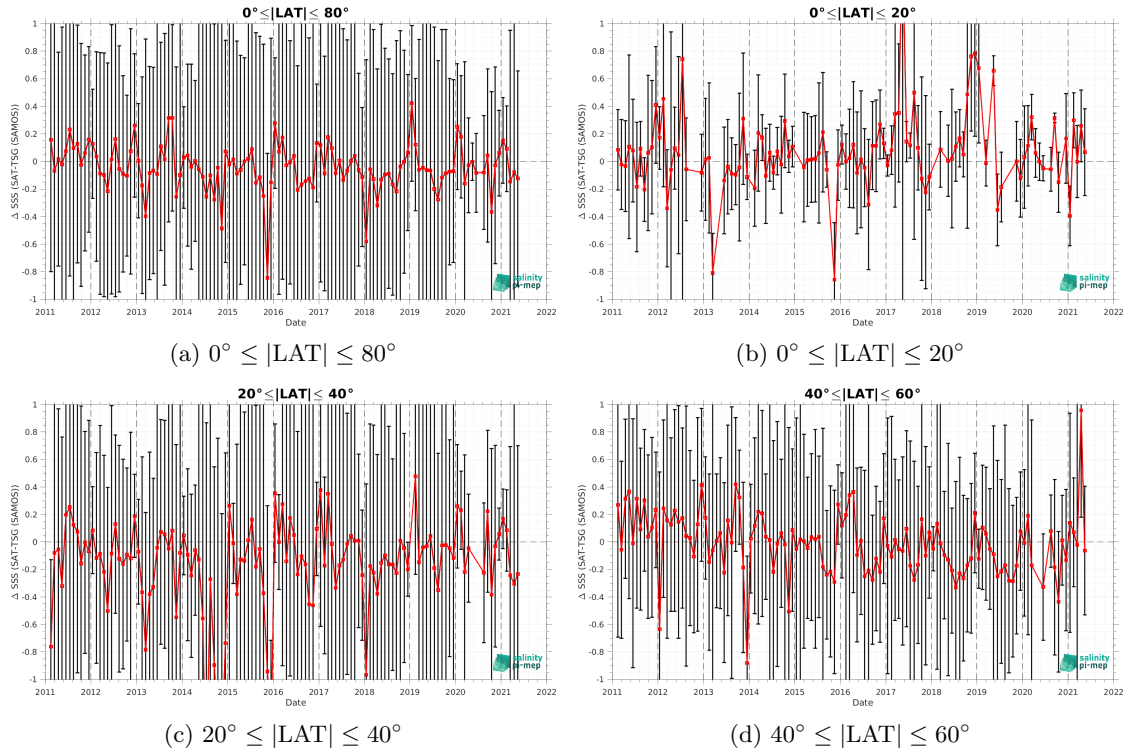 0°≤|LAT|≤ 80°
Δ SSS (SAT-TSG (SAMOS))
1
0.8
0.6
0.4
0.2
0
-0.2
-0.4
-0.6
-0.8
-1
2011 2012 2013 2014 2015 2016 2017 2018 2019 2020 2021 2022
Date
salinity
pi-mep
(a) 0° ≤ |LAT| ≤ 80°
0°≤|LAT|≤ 20°
Δ SSS (SAT-TSG (SAMOS))
1
0.8
0.6
0.4
0.2
0
-0.2
-0.4
-0.6
-0.8
-1
2011 2012 2013 2014 2015 2016 2017 2018 2019 2020 2021 2022
Date
salinity
pi-mep
(b) 0° ≤ |LAT| ≤ 20°
20°≤|LAT|≤ 40°
Δ SSS (SAT-TSG (SAMOS))
1
0.8
0.6
0.4
0.2
0
-0.2
-0.4
-0.6
-0.8
-1
2011 2012 2013 2014 2015 2016 2017 2018 2019 2020 2021 2022
Date
salinity
pi-mep
(c) 20° ≤ |LAT| ≤ 40°
40°≤|LAT|≤ 60°
Δ SSS (SAT-TSG (SAMOS))
1
0.8
0.6
0.4
0.2
0
-0.2
-0.4
-0.6
-0.8
-1
2011 2012 2013 2014 2015 2016 2017 2018 2019 2020 2021 2022
Date
salinity
pi-mep
(d) 40° ≤ |LAT| ≤ 60°